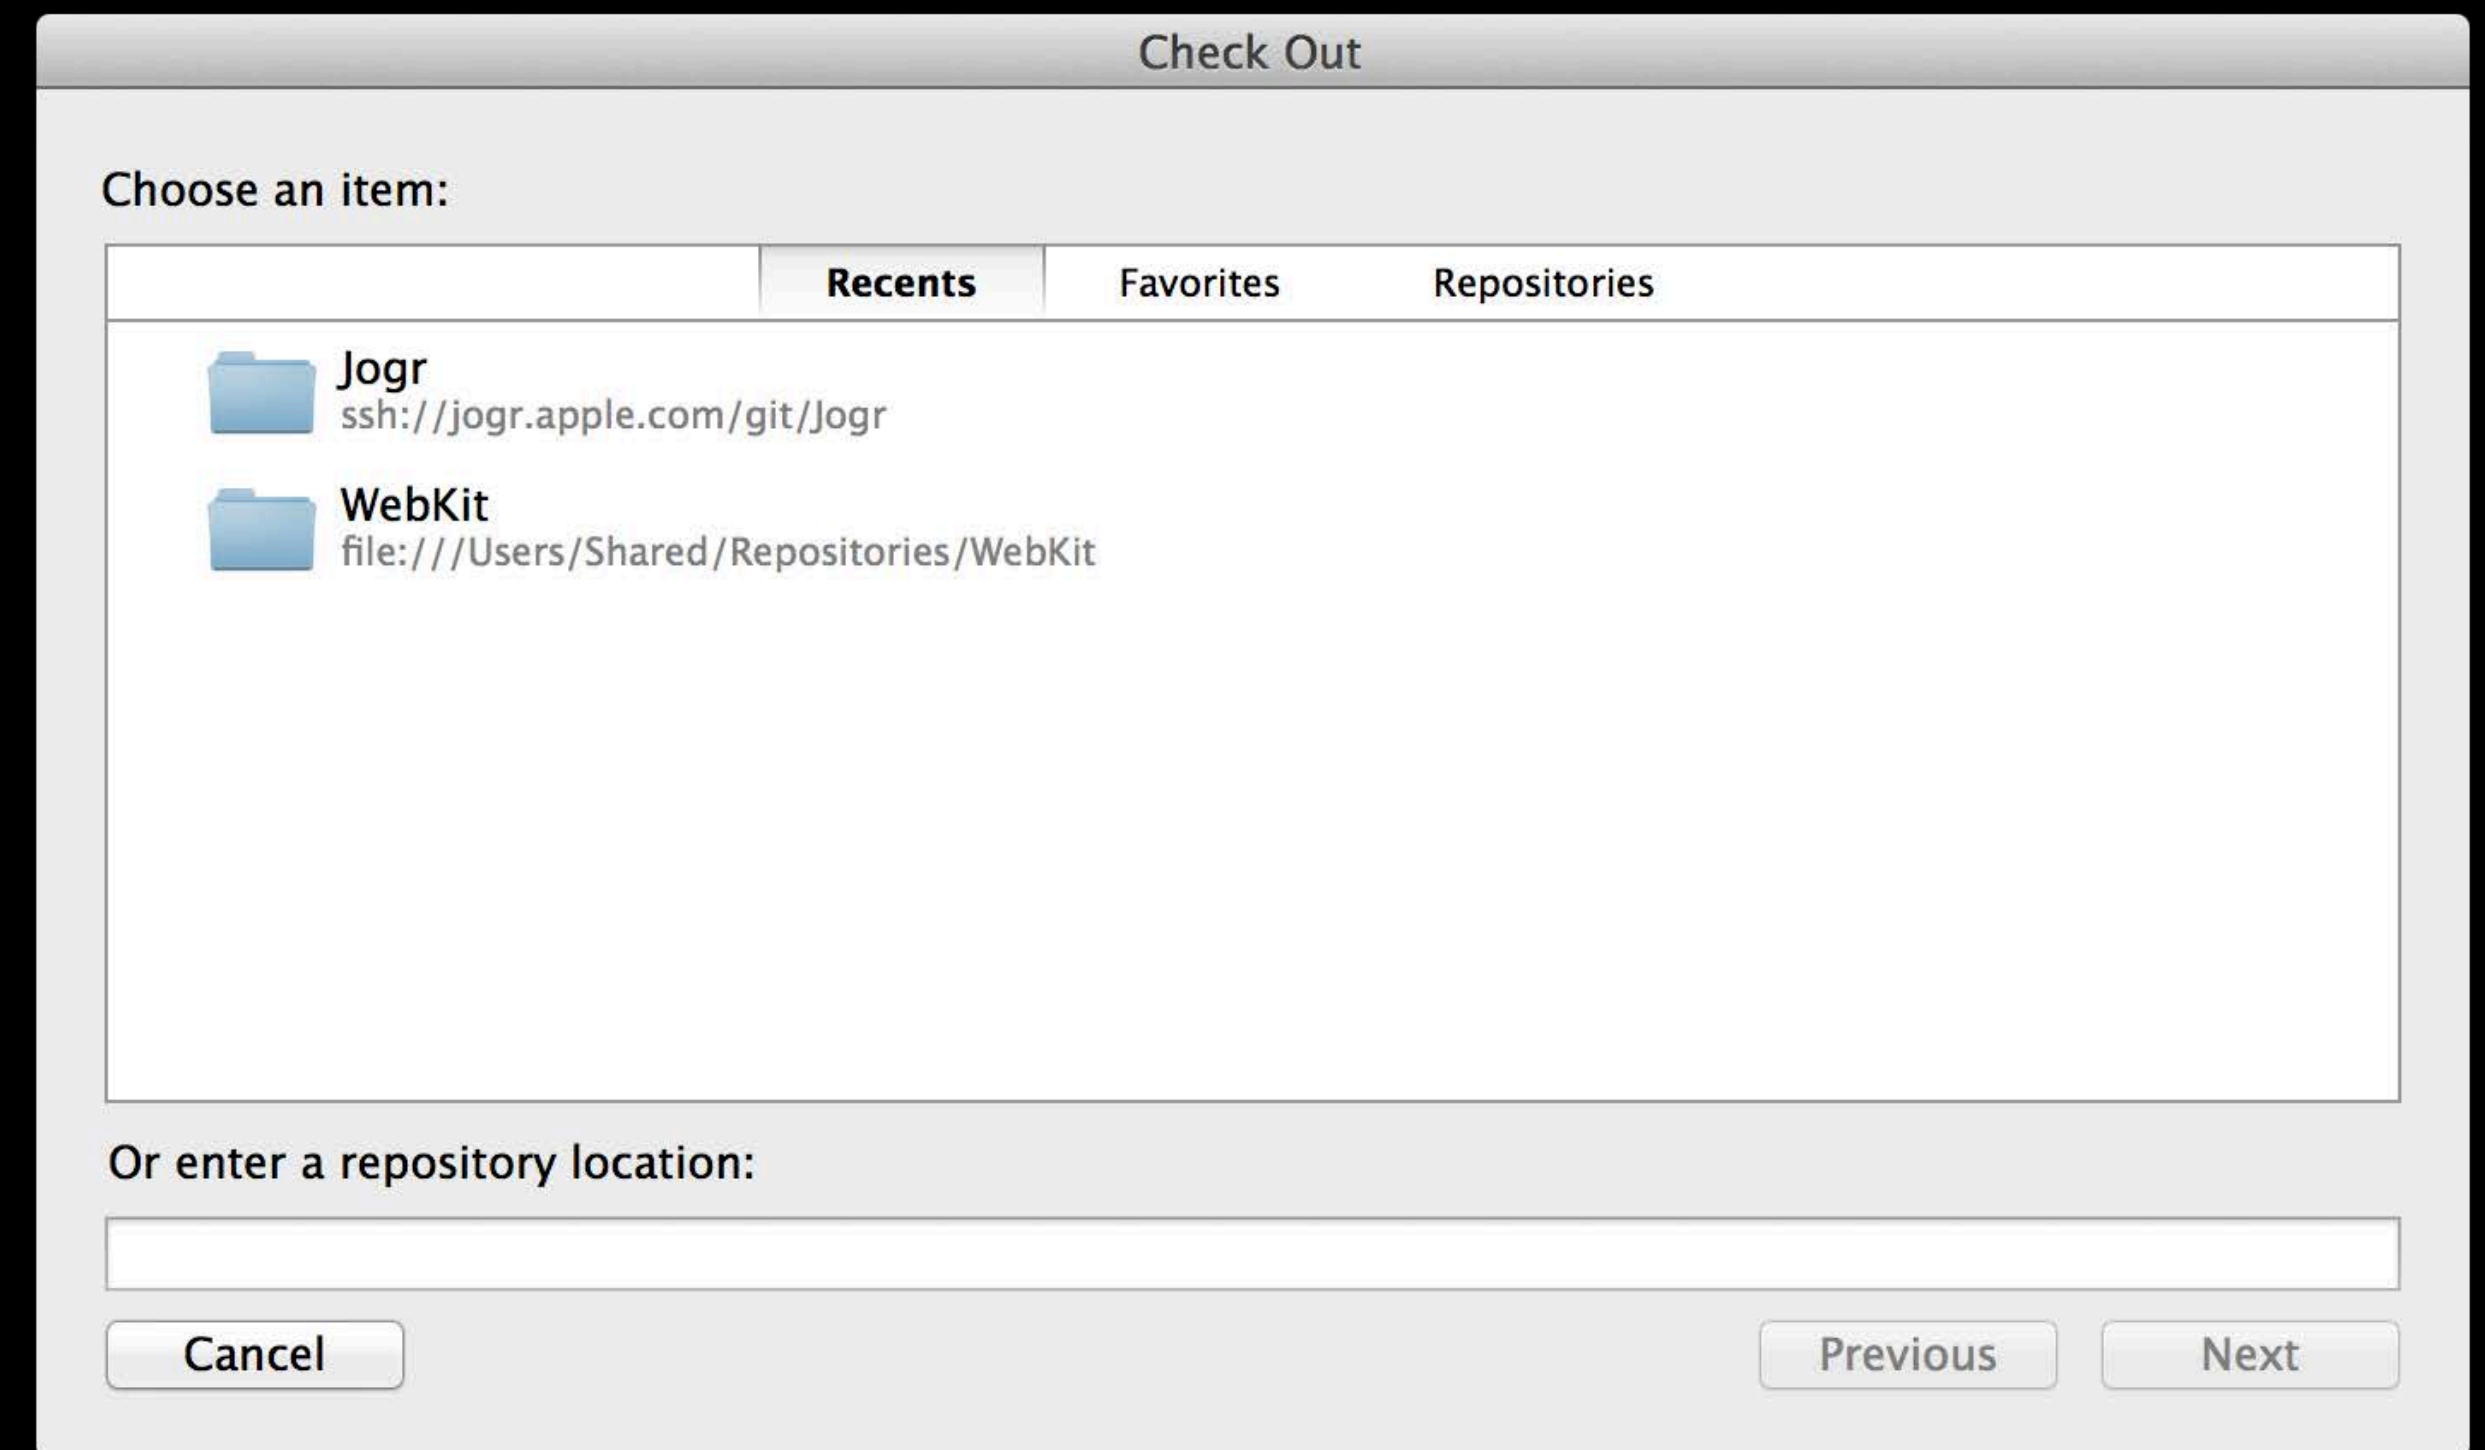 Check Out
Choose an item:
Recents Favorites Repositories
Jogr
ssh://jogr.apple.com/git/Jogr
WebKit
file:///Users/Shared/Repositories/WebKit
Or enter a repository location:
Cancel Previous Next